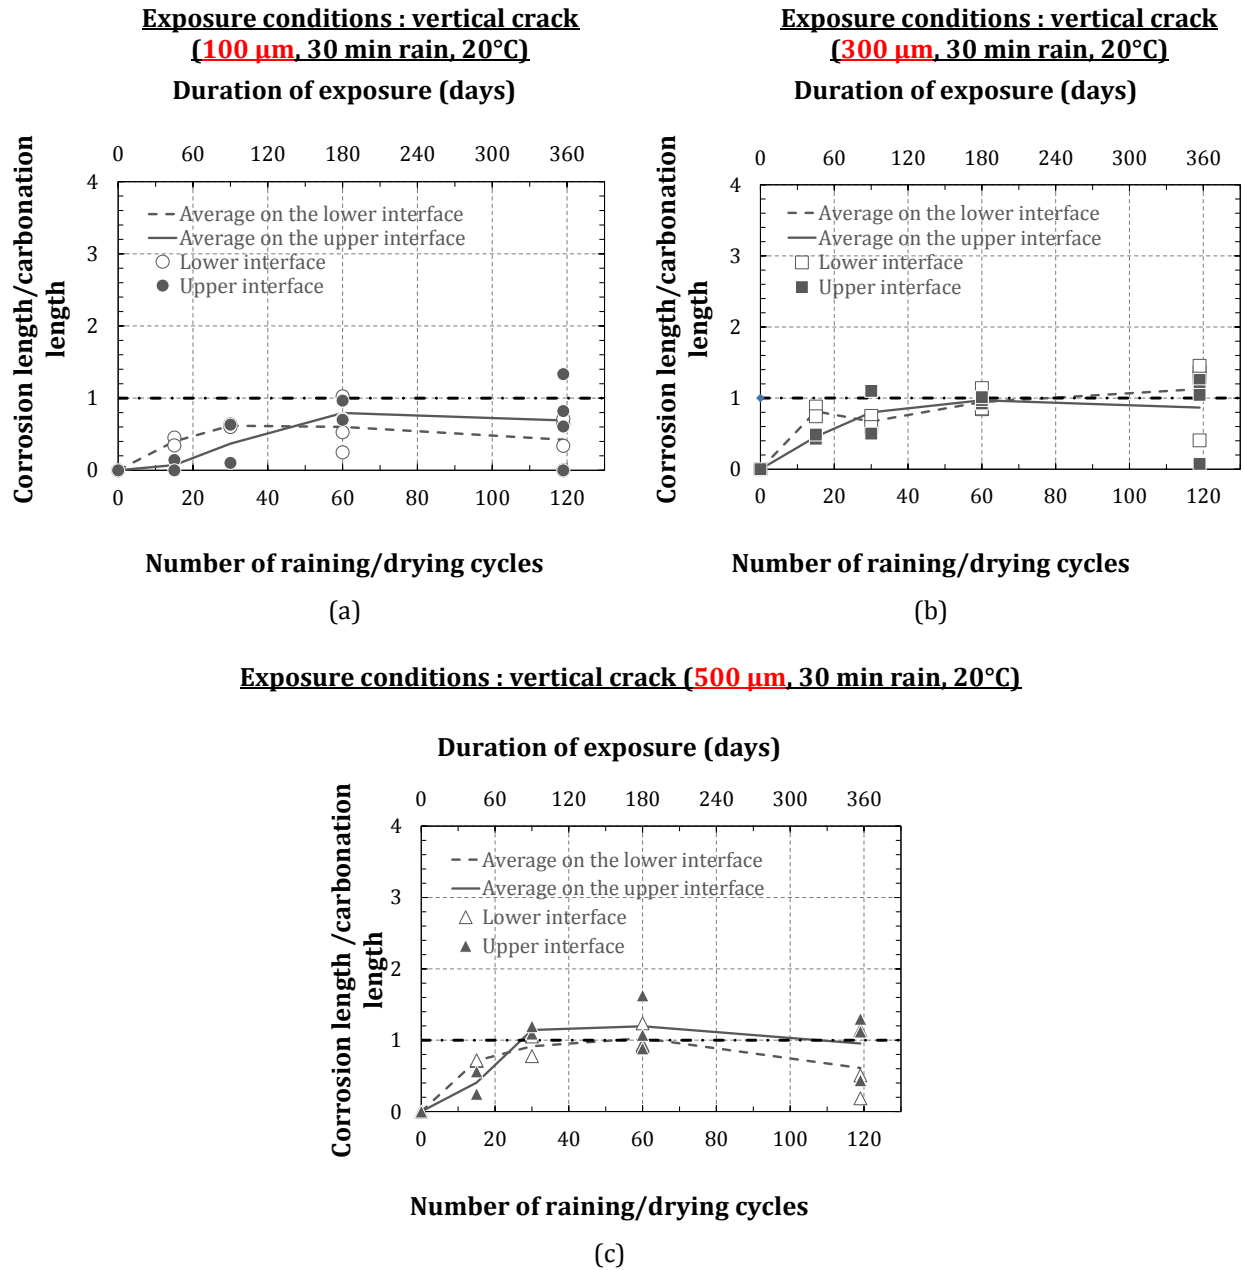 Exposure conditions : vertical crack
(100 µm, 30 min rain, 20°C)
Duration of exposure (days)
0 60 120 180 240 300 360
Corrosion length/carbonation
length
4
3
2
1
0
Average on the lower interface
Average on the upper interface
Lower interface
Upper interface
0 20 40 60 80 100 120
Number of raining/drying cycles
(a)
Exposure conditions : vertical crack
(300 µm, 30 min rain, 20°C)
Duration of exposure (days)
0 60 120 180 240 300 360
Corrosion length/carbonation
length
4
3
2
1
0
Average on the lower interface
Average on the upper interface
Lower interface
Upper interface
0 20 40 60 80 100 120
Number of raining/drying cycles
(b)
Exposure conditions : vertical crack (500 µm, 30 min rain, 20°C)
Duration of exposure (days)
0 60 120 180 240 300 360
Corrosion length /carbonation
length
4
3
2
1
0
Average on the lower interface
Average on the upper interface
Lower interface
Upper interface
0 20 40 60 80 100 120
Number of raining/drying cycles
(c)